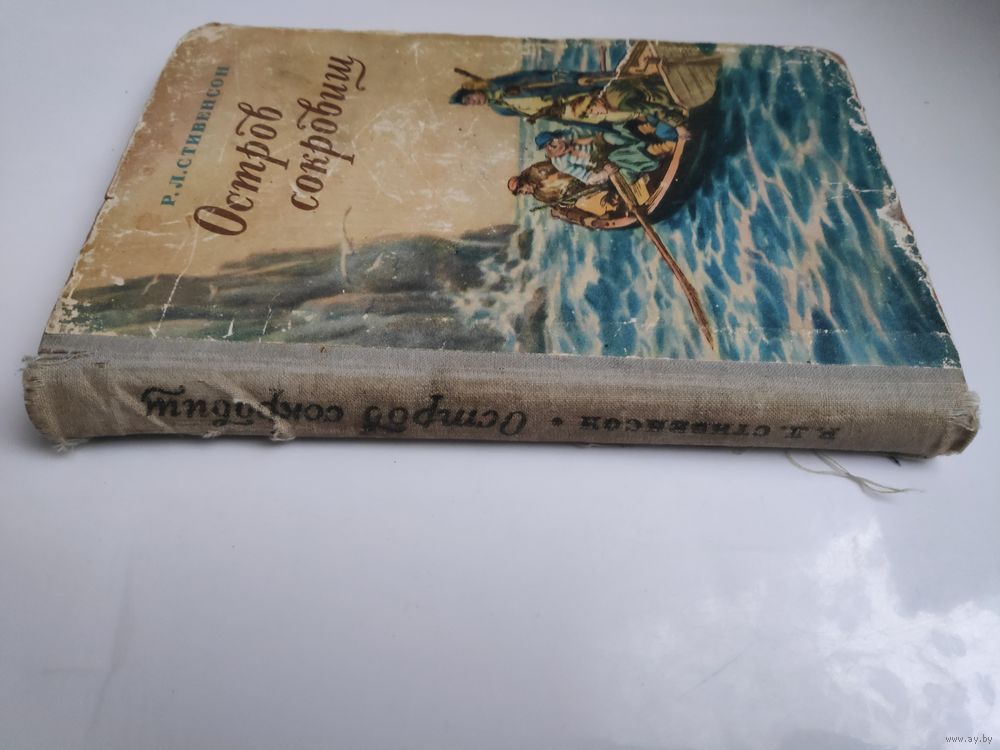 Р.Л.СТИВЕНСОН
Остров
сокровищ
Р.Л. СТИВЕНСОН • Остров сокровищ
www.ay.by